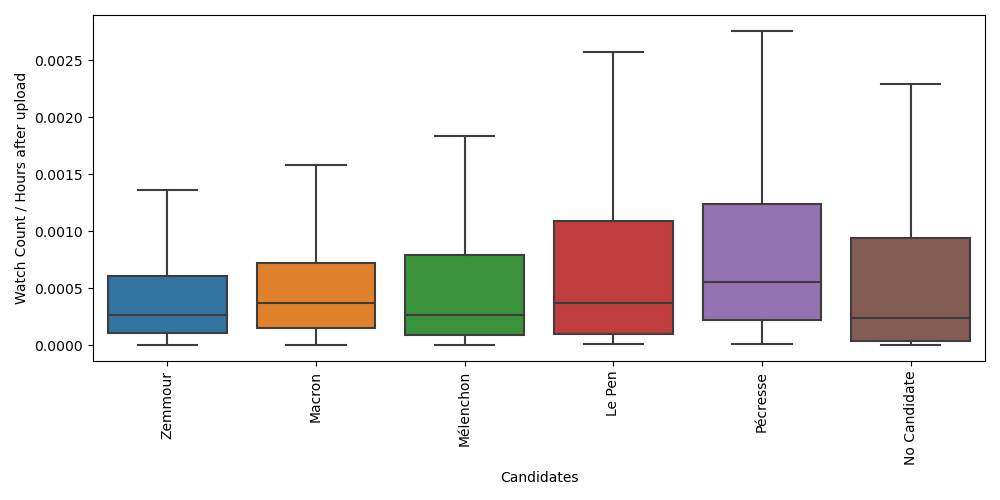 Watch Count / Hours after upload
0.0025
0.0020
0.0015
0.0010
0.0005
0.0000
Zemmour
Macron
Mélenchon
Le Pen
Pécresse
No Candidate
Candidates